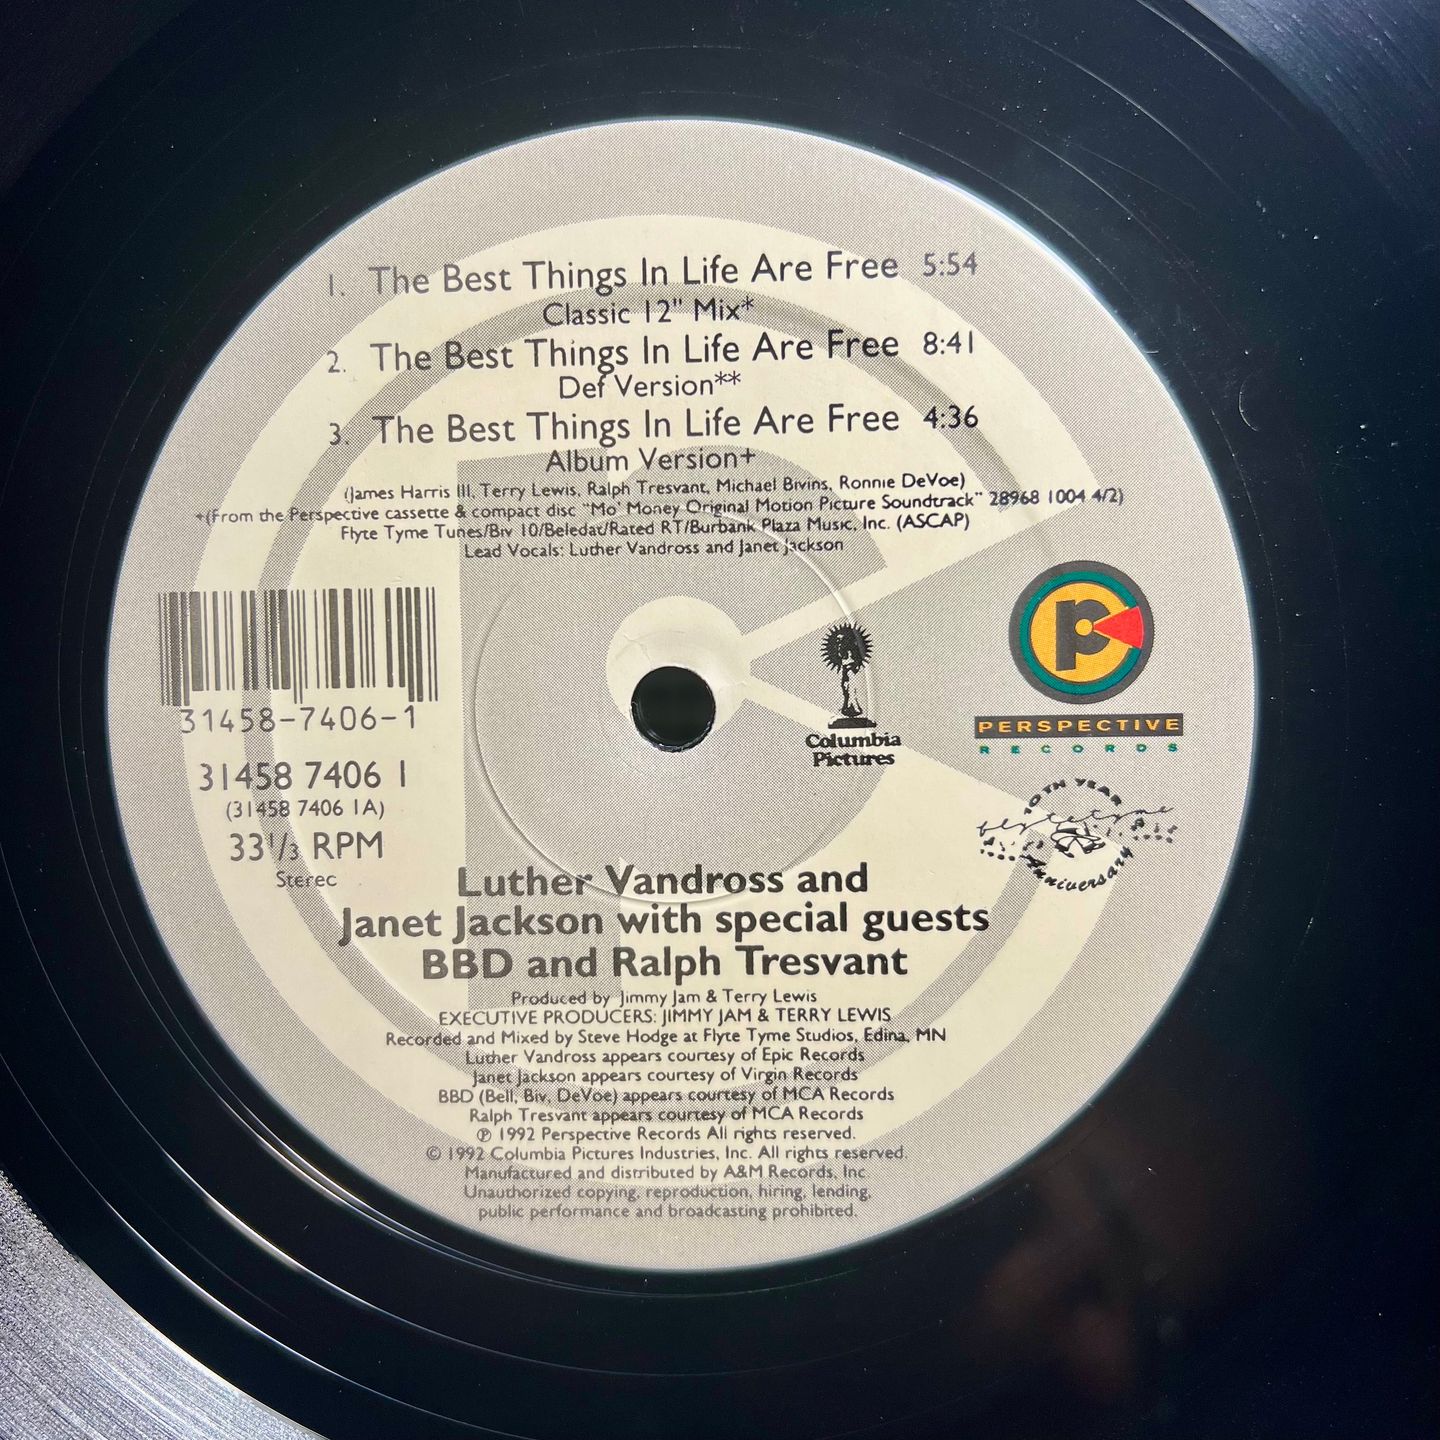 1. The Best Things In Life Are Free 5:54
Classic 12" Mix*
2. The Best Things In Life Are Free 8:41
Def Version**
3. The Best Things In Life Are Free 4:36
Album Version+
(James Harris III, Terry Lewis, Ralph Tresvant, Michael Bivins, Ronnie DeVoe)
+(From the Perspective cassette & compact disc "Mo' Money Original Motion Picture Soundtrack" 28968 1004 4/2)
Flyte Tyme Tunes/Biv 10/Beledat/Rated RT/Burbank Plaza Music, Inc. (ASCAP)
Lead Vocals: Luther Vandross and Janet Jackson
31458-7406-1
31458 7406 1
(31458 7406 1A)
33 1/3 RPM
Stereo
Columbia
Pictures
P
PERSPECTIVE
RECORDS
10TH YEAR
flyte tyme
Anniversary
Luther Vandross and
Janet Jackson with special guests
BBD and Ralph Tresvant
Produced by Jimmy Jam & Terry Lewis
EXECUTIVE PRODUCERS: JIMMY JAM & TERRY LEWIS
Recorded and Mixed by Steve Hodge at Flyte Tyme Studios, Edina, MN
Luther Vandross appears courtesy of Epic Records
Janet Jackson appears courtesy of Virgin Records
BBD (Bell, Biv, DeVoe) appears courtesy of MCA Records
Ralph Tresvant appears courtesy of MCA Records
℗ 1992 Perspective Records All rights reserved.
© 1992 Columbia Pictures Industries, Inc. All rights reserved.
Manufactured and distributed by A&M Records, Inc
Unauthorized copying, reproduction, hiring, lending,
public performance and broadcasting prohibited.